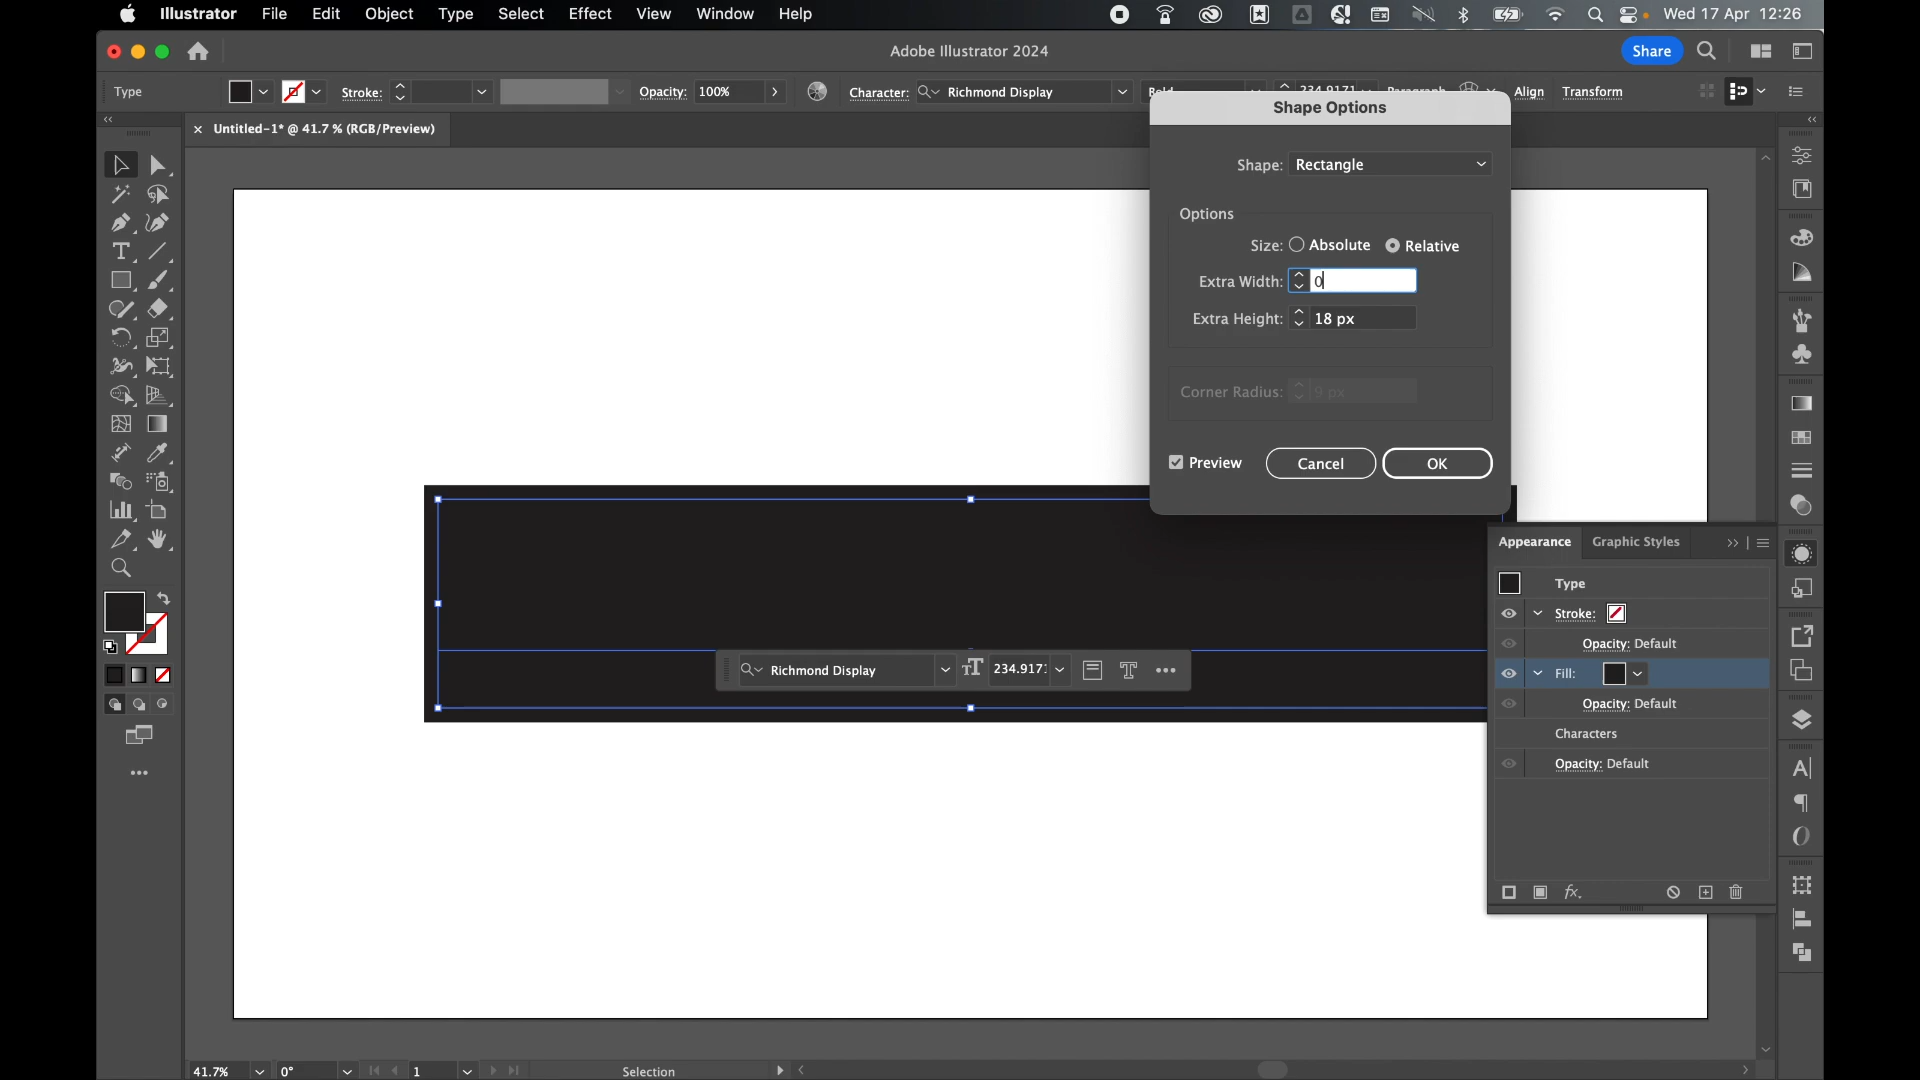 Illustrator File Edit Object Type Select Effect View Window Help Wed 17 Apr 12:26
Adobe Illustrator 2024 Share
Type Stroke: Opacity: 100% Character: Richmond Display Bold 234.9171 Paragraph Align Transform
Untitled-1* @ 41.7 % (RGB/Preview)
Shape Options
Shape: Rectangle
Options
Size: Absolute Relative
Extra Width: 0
Extra Height: 18 px
Corner Radius: 9 px
Preview Cancel OK
Richmond Display 234.917
Appearance Graphic Styles
Type
Stroke:
Opacity: Default
Fill:
Opacity: Default
Characters
Opacity: Default
41.7% 0° 1 Selection